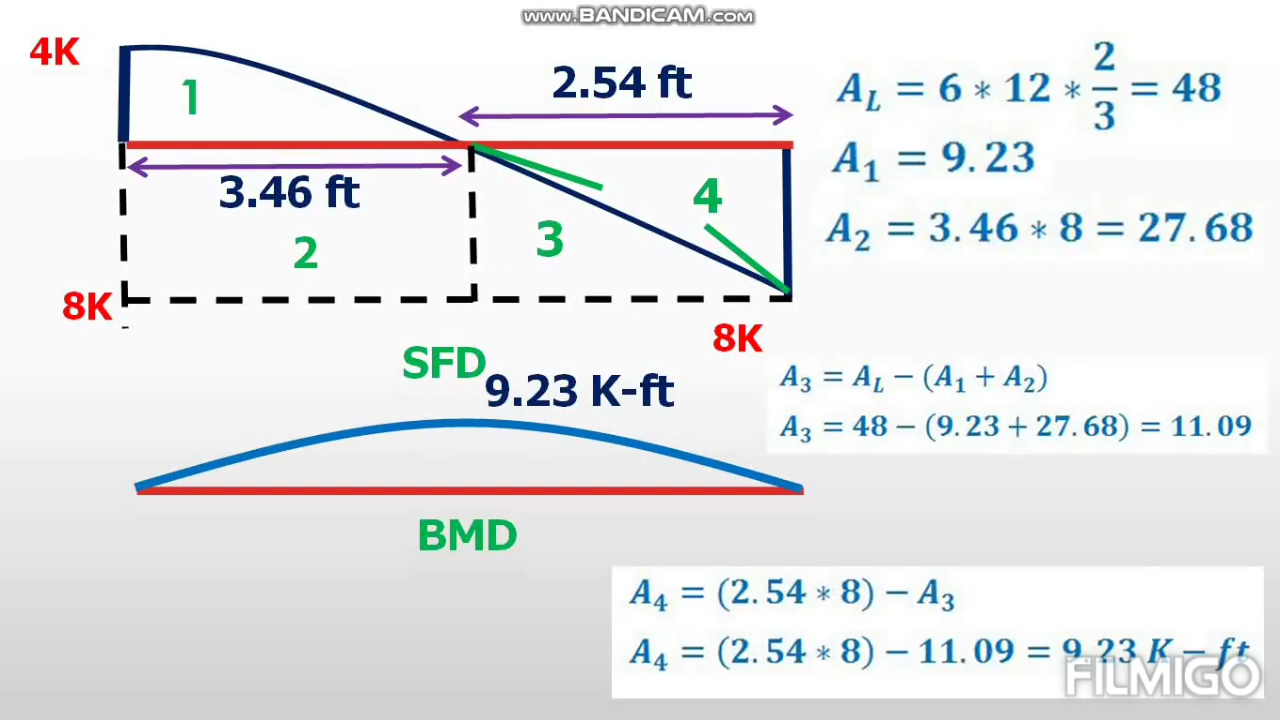 WWW.BANDICAM.COM
4K
1
2.54 ft
3.46 ft
2
3
4
8K
8K
SFD
9.23 K-ft
BMD
A_L = 6 * 12 * 2/3 = 48
A_1 = 9.23
A_2 = 3.46 * 8 = 27.68
A_3 = A_L − (A_1 + A_2)
A_3 = 48 − (9.23 + 27.68) = 11.09
A_4 = (2.54 * 8) − A_3
A_4 = (2.54 * 8) − 11.09 = 9.23 K − ft
FILMIGO